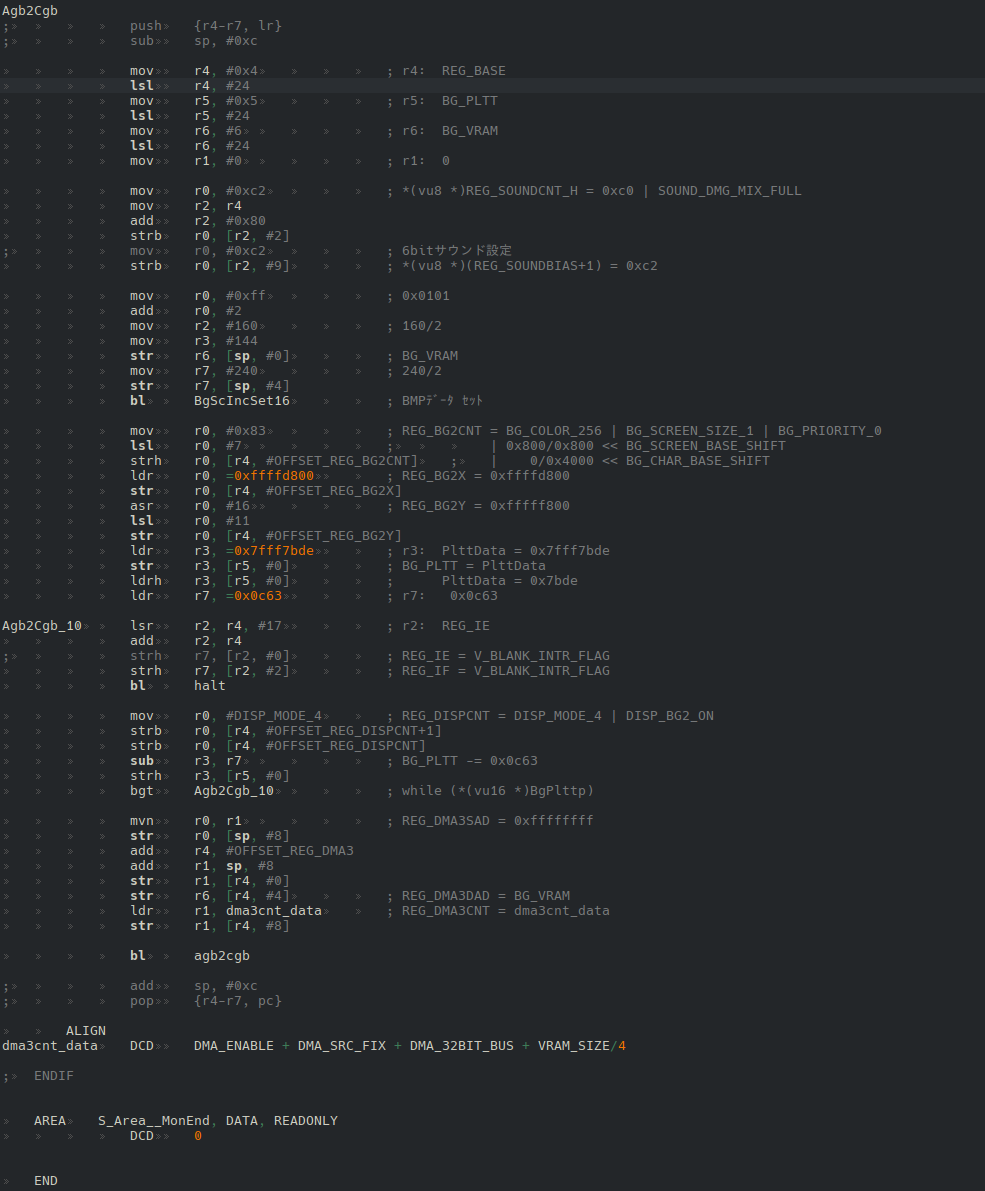 Agb2Cgb
; push {r4-r7, lr}
; sub sp, #0xc
mov r4, #0x4 ; r4: REG_BASE
lsl r4, #24
mov r5, #0x5 ; r5: BG_PLTT
lsl r5, #24
mov r6, #6 ; r6: BG_VRAM
lsl r6, #24
mov r1, #0 ; r1: 0
mov r0, #0xc2 ; *(vu8 *)REG_SOUNDCNT_H = 0xc0 | SOUND_DMG_MIX_FULL
mov r2, r4
add r2, #0x80
strb r0, [r2, #2]
; mov r0, #0xc2 ; 6bitサウンド設定
strb r0, [r2, #9] ; *(vu8 *)(REG_SOUNDBIAS+1) = 0xc2
mov r0, #0xff ; 0x0101
add r0, #2
mov r2, #160 ; 160/2
mov r3, #144
str r6, [sp, #0] ; BG_VRAM
mov r7, #240 ; 240/2
str r7, [sp, #4]
bl BgScIncSet16 ; BMPﾃﾞｰﾀ ｾｯﾄ
mov r0, #0x83 ; REG_BG2CNT = BG_COLOR_256 | BG_SCREEN_SIZE_1 | BG_PRIORITY_0
lsl r0, #7 ; | 0x800/0x800 << BG_SCREEN_BASE_SHIFT
strh r0, [r4, #OFFSET_REG_BG2CNT] ; | 0/0x4000 << BG_CHAR_BASE_SHIFT
ldr r0, =0xffffd800 ; REG_BG2X = 0xffffd800
str r0, [r4, #OFFSET_REG_BG2X]
asr r0, #16 ; REG_BG2Y = 0xfffff800
lsl r0, #11
str r0, [r4, #OFFSET_REG_BG2Y]
ldr r3, =0x7fff7bde ; r3: PlttData = 0x7fff7bde
str r3, [r5, #0] ; BG_PLTT = PlttData
ldrh r3, [r5, #0] ; PlttData = 0x7bde
ldr r7, =0x0c63 ; r7: 0x0c63
Agb2Cgb_10 lsr r2, r4, #17 ; r2: REG_IE
add r2, r4
; strh r7, [r2, #0] ; REG_IE = V_BLANK_INTR_FLAG
strh r7, [r2, #2] ; REG_IF = V_BLANK_INTR_FLAG
bl halt
mov r0, #DISP_MODE_4 ; REG_DISPCNT = DISP_MODE_4 | DISP_BG2_ON
strb r0, [r4, #OFFSET_REG_DISPCNT+1]
strb r0, [r4, #OFFSET_REG_DISPCNT]
sub r3, r7 ; BG_PLTT -= 0x0c63
strh r3, [r5, #0]
bgt Agb2Cgb_10 ; while (*(vu16 *)BgPlttp)
mvn r0, r1 ; REG_DMA3SAD = 0xffffffff
str r0, [sp, #8]
add r4, #OFFSET_REG_DMA3
add r1, sp, #8
str r1, [r4, #0]
str r6, [r4, #4] ; REG_DMA3DAD = BG_VRAM
ldr r1, dma3cnt_data ; REG_DMA3CNT = dma3cnt_data
str r1, [r4, #8]
bl agb2cgb
; add sp, #0xc
; pop {r4-r7, pc}
ALIGN
dma3cnt_data DCD DMA_ENABLE + DMA_SRC_FIX + DMA_32BIT_BUS + VRAM_SIZE/4
; ENDIF
AREA S_Area__MonEnd, DATA, READONLY
DCD 0
END